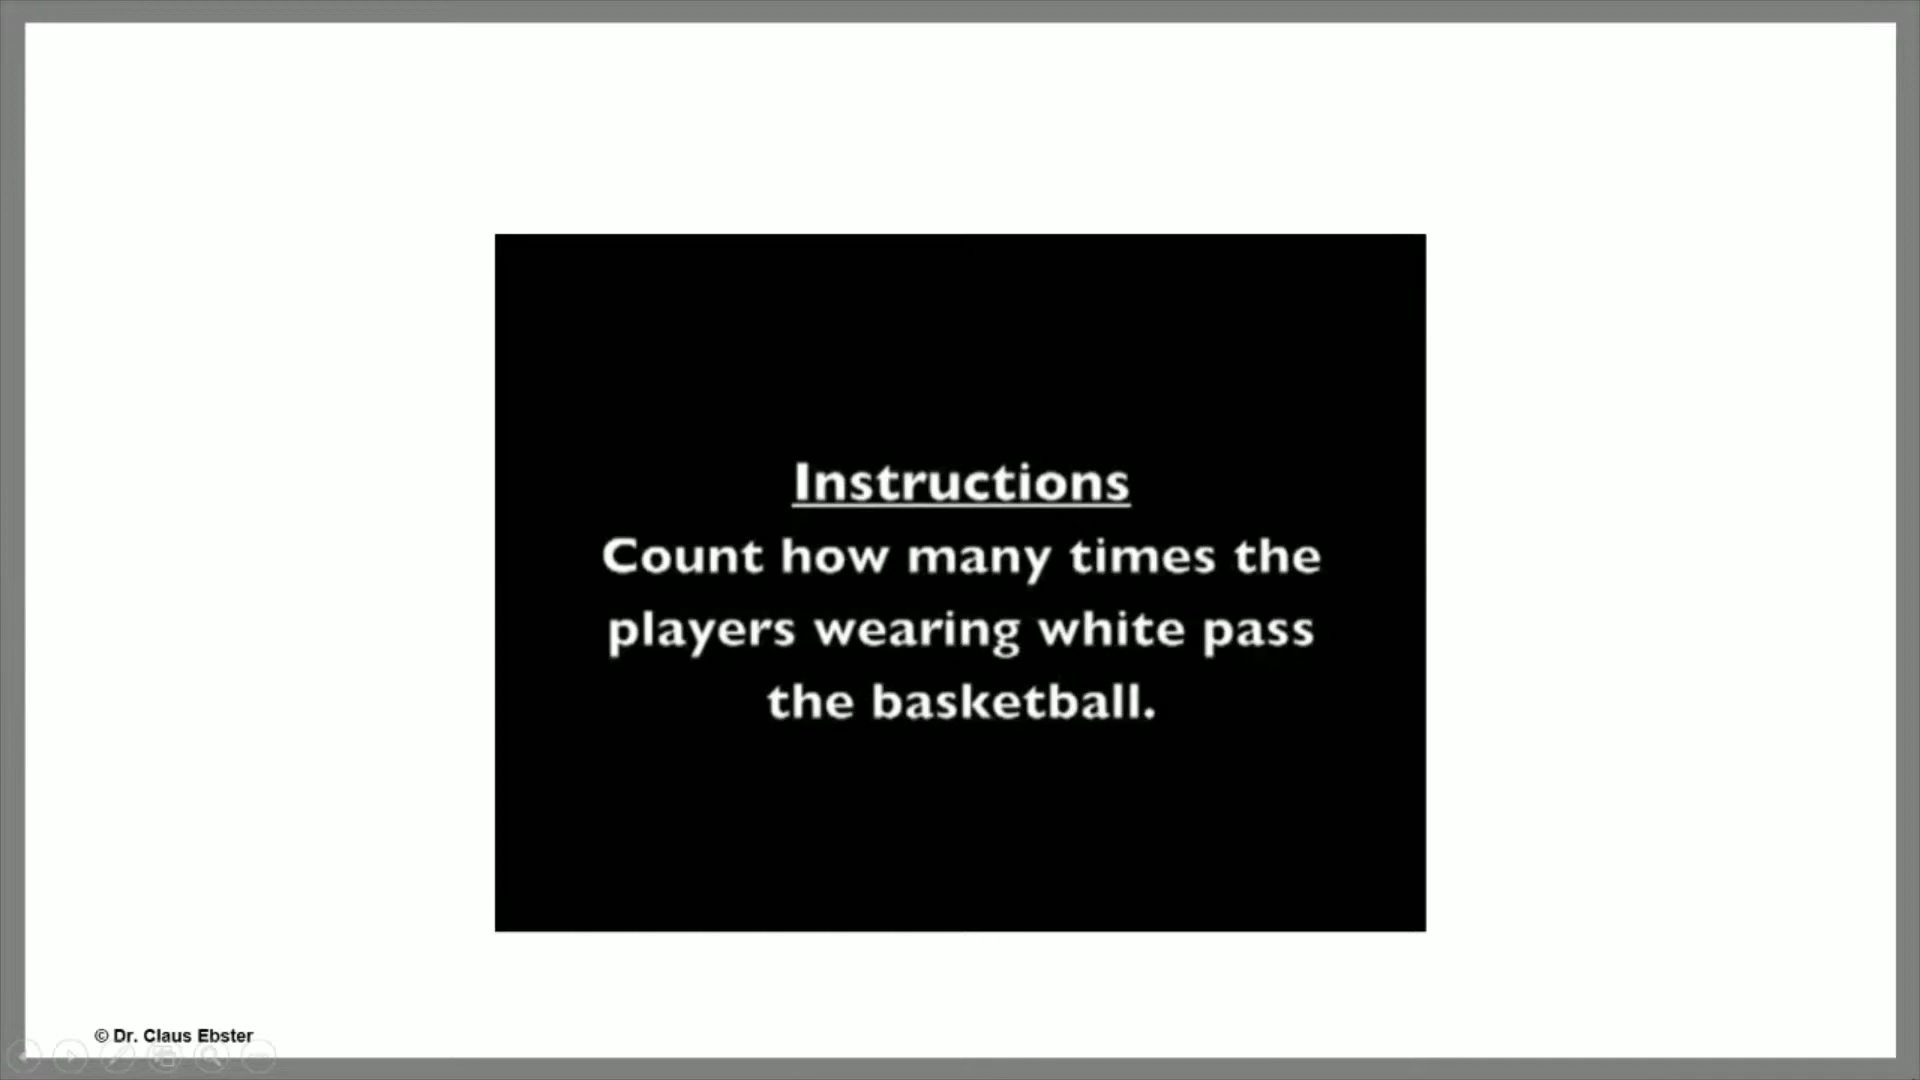 Instructions
Count how many times the
players wearing white pass
the basketball.
© Dr. Claus Ebster